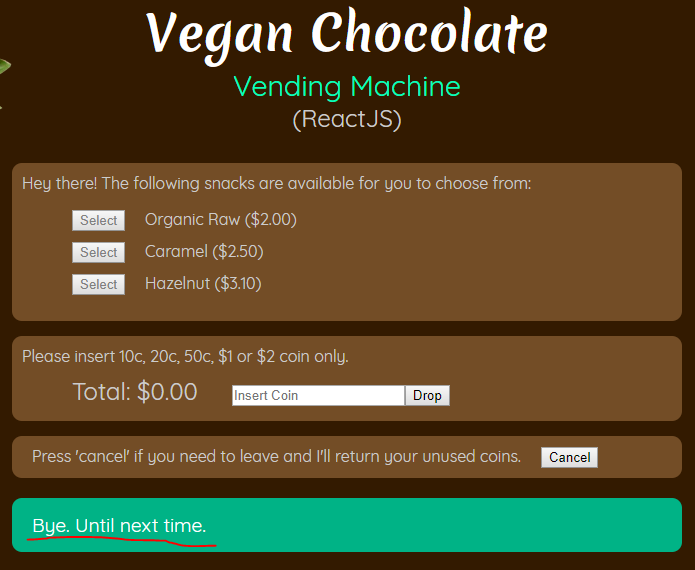 Vegan Chocolate
Vending Machine
(ReactJS)
Hey there! The following snacks are available for you to choose from:
Select Organic Raw ($2.00)
Select Caramel ($2.50)
Select Hazelnut ($3.10)
Please insert 10c, 20c, 50c, $1 or $2 coin only.
Total: $0.00 Insert Coin Drop
Press 'cancel' if you need to leave and I'll return your unused coins. Cancel
Bye. Until next time.